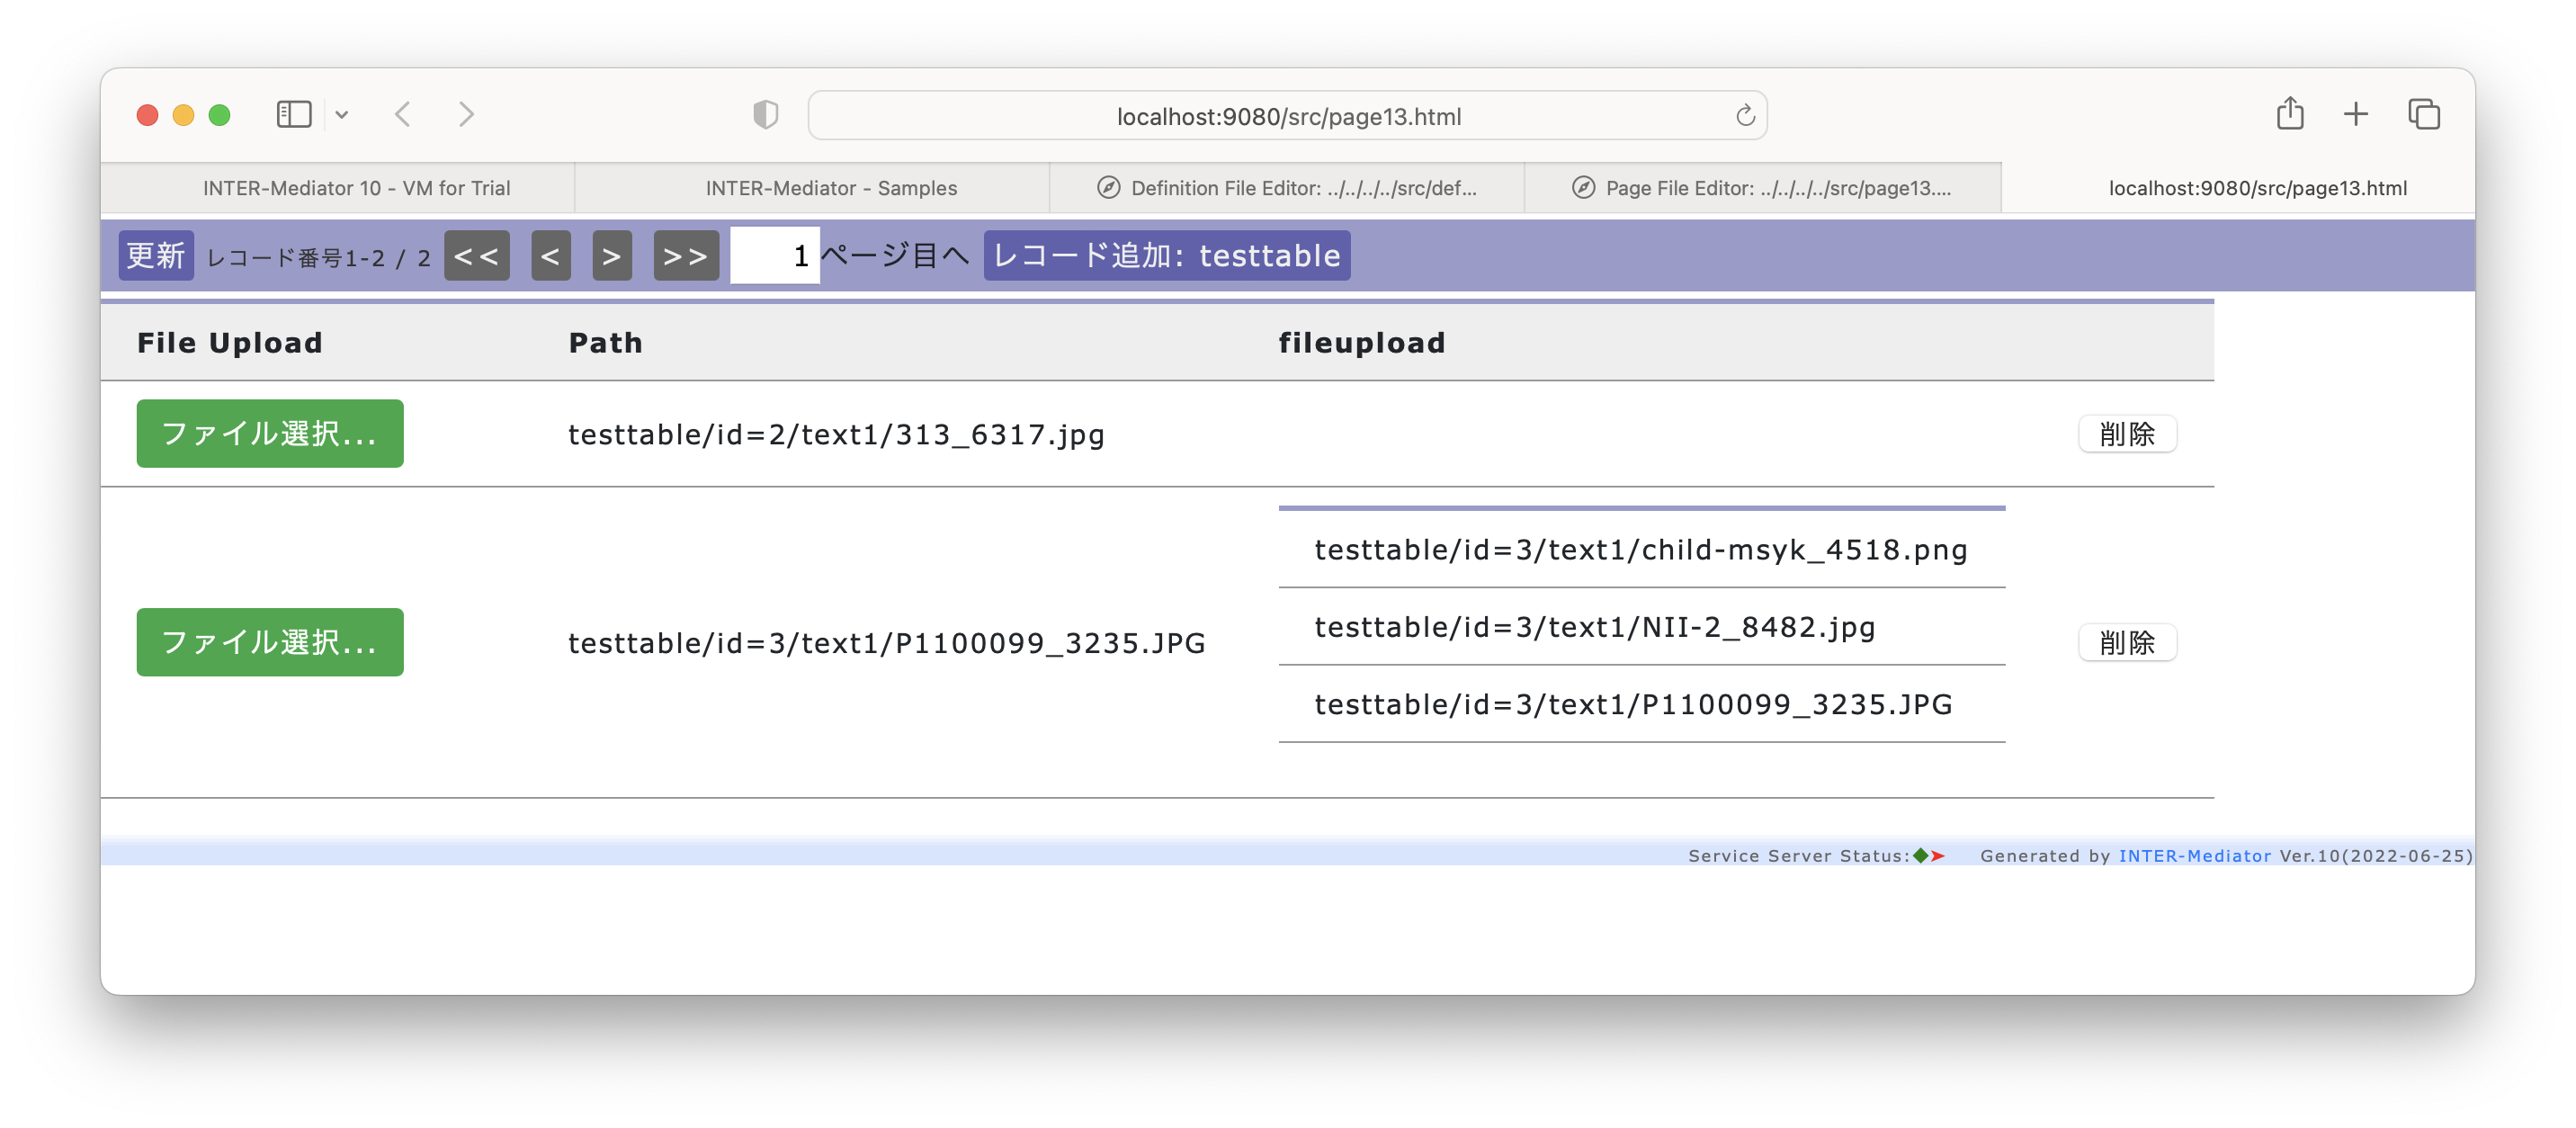 localhost:9080/src/page13.html
INTER-Mediator 10 - VM for Trial
INTER-Mediator - Samples
Definition File Editor: ../../../../src/def...
Page File Editor: ../../../../src/page13....
localhost:9080/src/page13.html
更新 レコード番号1-2 / 2 << < > >> 1 ページ目へ レコード追加: testtable
File Upload Path fileupload
ファイル選択... testtable/id=2/text1/313_6317.jpg 削除
testtable/id=3/text1/child-msyk_4518.png
testtable/id=3/text1/NII-2_8482.jpg
ファイル選択... testtable/id=3/text1/P1100099_3235.JPG 削除
testtable/id=3/text1/P1100099_3235.JPG
Service Server Status:◆➤ Generated by INTER-Mediator Ver.10(2022-06-25)